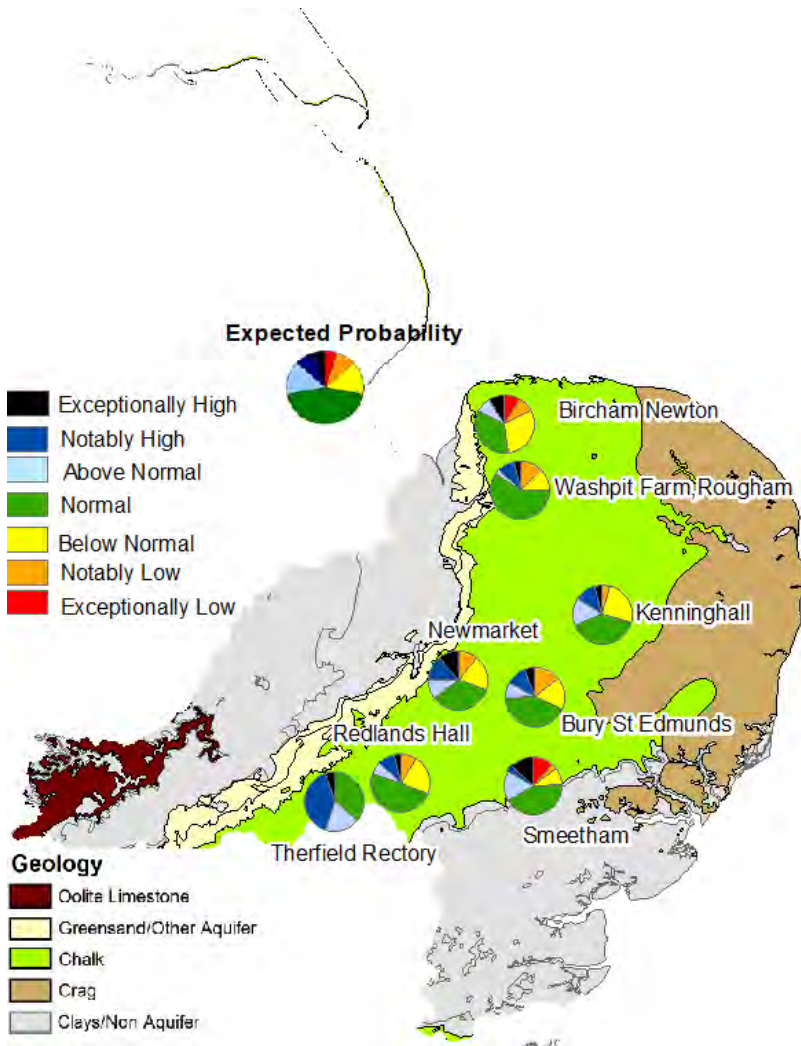 Expected Probability
Exceptionally High
Notably High
Above Normal
Normal
Below Normal
Notably Low
Exceptionally Low
Bircham Newton
Washpit Farm,Rougham
Kenninghall
Newmarket
Bury St Edmunds
Redlands Hall
Smeetham
Therfield Rectory
Geology
Oolite Limestone
Greensand/Other Aquifer
Chalk
Crag
Clays/Non Aquifer